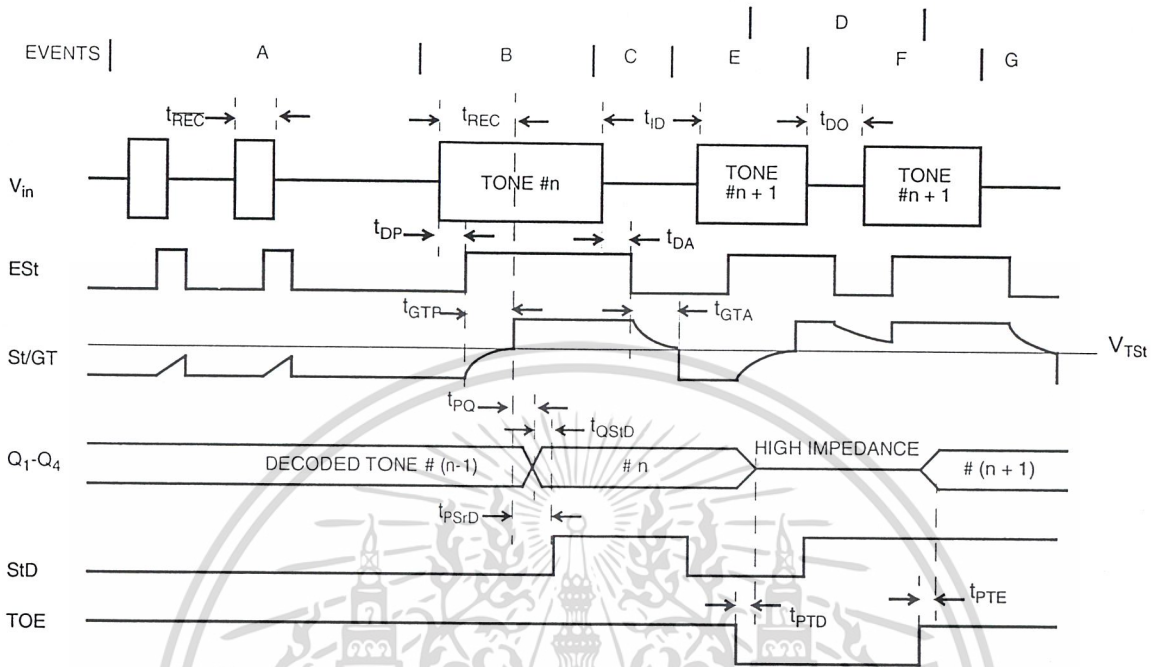 D
EVENTS A B C E F G
tREC tREC tID tDO
Vin TONE #n TONE #n + 1 TONE #n + 1
tDP tDA
ESt
tGTP tGTA
St/GT VTSt
tPQ
tQStD
Q1-Q4 DECODED TONE # (n-1) # n HIGH IMPEDANCE # (n + 1)
tPSrD
StD
tPTD tPTE
TOE